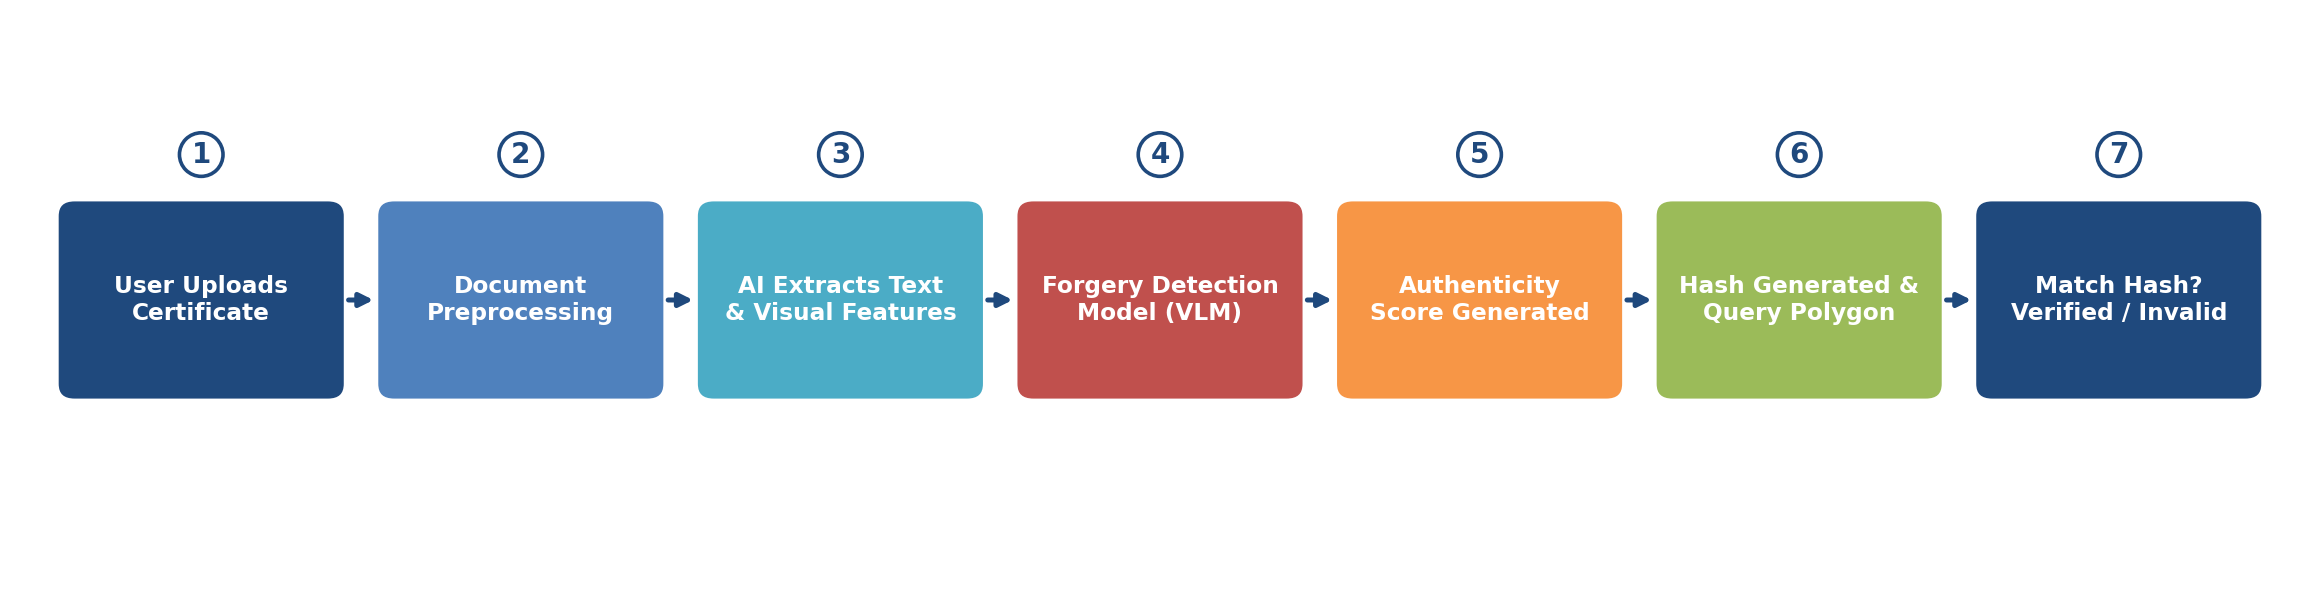 1
2
3
4
5
6
7
User Uploads
Certificate
Document
Preprocessing
AI Extracts Text
& Visual Features
Forgery Detection
Model (VLM)
Authenticity
Score Generated
Hash Generated &
Query Polygon
Match Hash?
Verified / Invalid